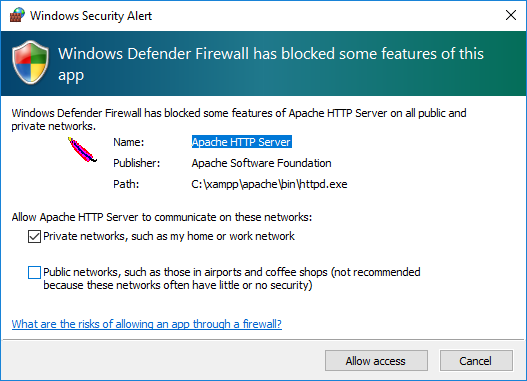 Windows Security Alert
Windows Defender Firewall has blocked some features of this
app
Windows Defender Firewall has blocked some features of Apache HTTP Server on all public and
private networks.
Name: Apache HTTP Server
Publisher: Apache Software Foundation
Path: C:\xampp\apache\bin\httpd.exe
Allow Apache HTTP Server to communicate on these networks:
Private networks, such as my home or work network
Public networks, such as those in airports and coffee shops (not recommended
because these networks often have little or no security)
What are the risks of allowing an app through a firewall?
Allow access Cancel